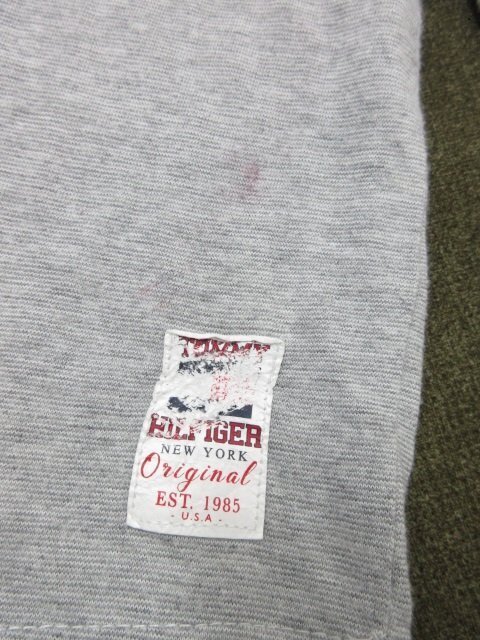 TOMMY
HILFIGER
NEW YORK
Original
EST. 1985
- U.S.A -